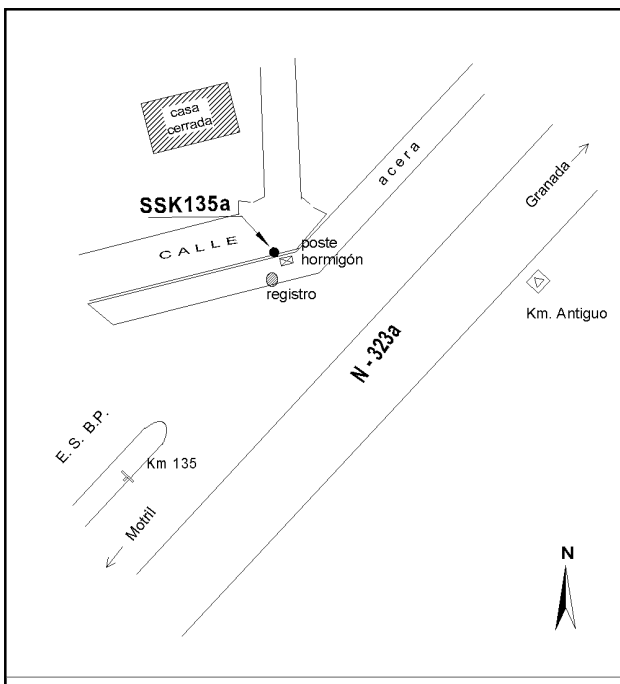 casa
cerrada
acera
Granada
SSK135a
CALLE
poste
hormigón
registro
Km. Antiguo
N - 323a
E. S. B.P.
Km 135
Motril
N